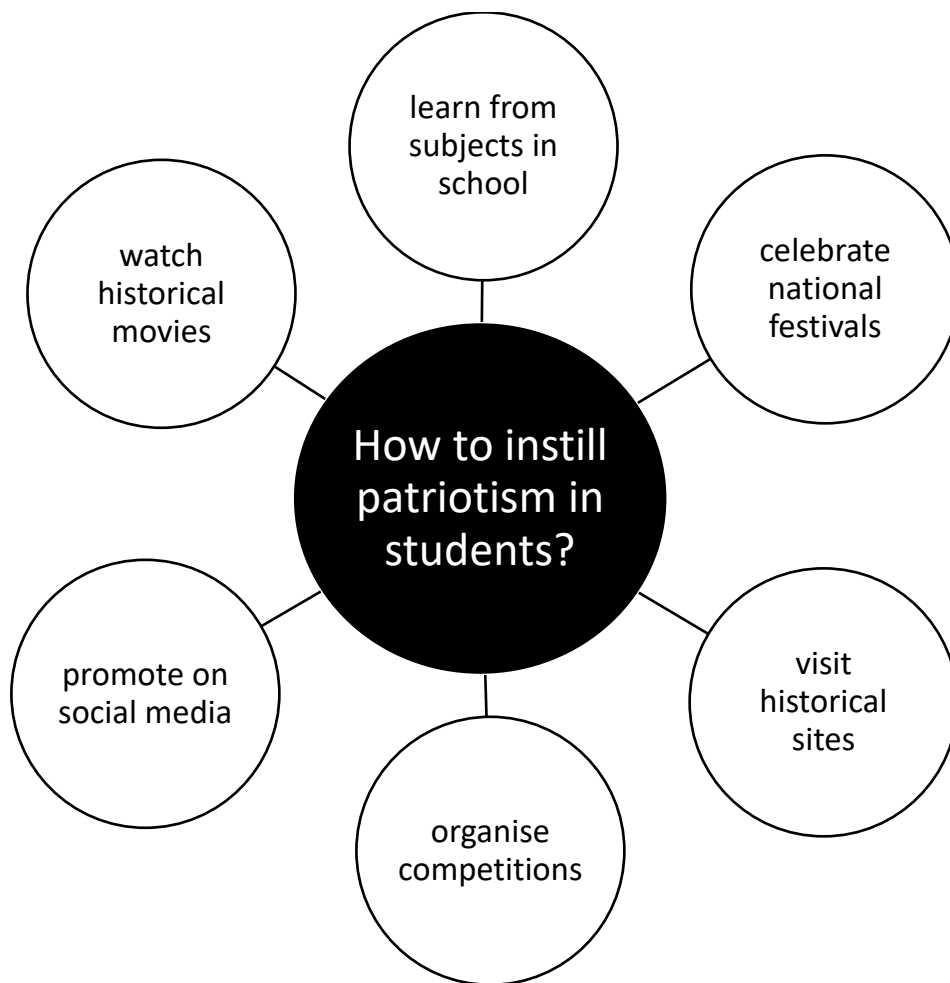 learn from
subjects in
school
watch
historical
movies
celebrate
national
festivals
How to instill
patriotism in
students?
promote on
social media
visit
historical
sites
organise
competitions